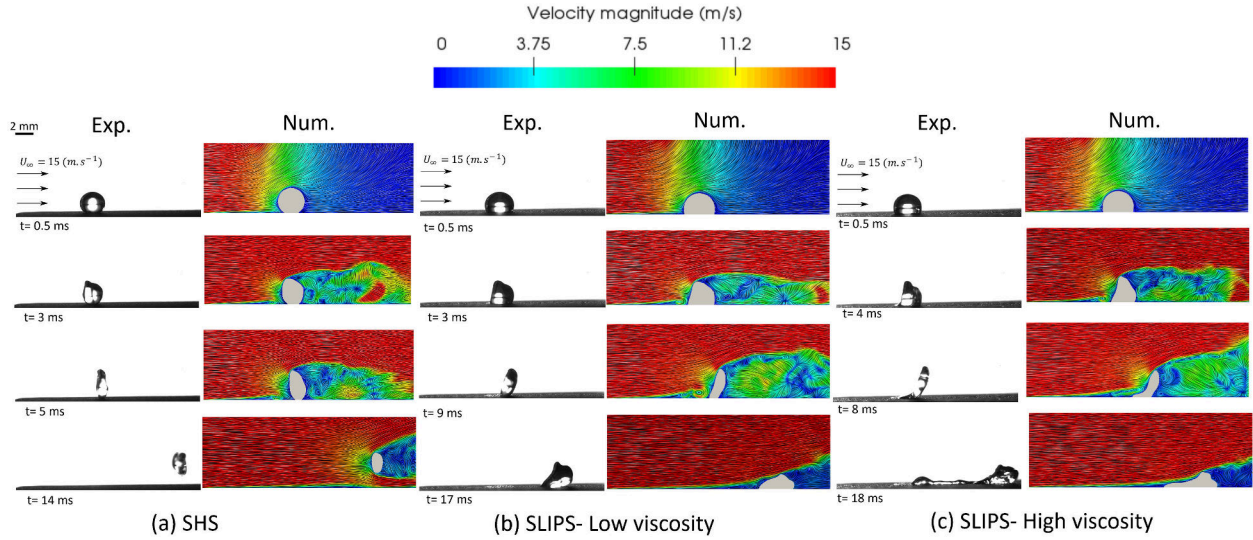 Velocity magnitude (m/s)
0 3.75 7.5 11.2 15
2 mm
Exp. Num. Exp. Num. Exp. Num.
U∞ = 15 (m.s⁻¹) U∞ = 15 (m.s⁻¹) U∞ = 15 (m.s⁻¹)
t= 0.5 ms t= 0.5 ms t= 0.5 ms
t= 3 ms t= 3 ms t= 4 ms
t= 5 ms t= 9 ms t= 8 ms
t= 14 ms t= 17 ms t= 18 ms
(a) SHS (b) SLIPS- Low viscosity (c) SLIPS- High viscosity